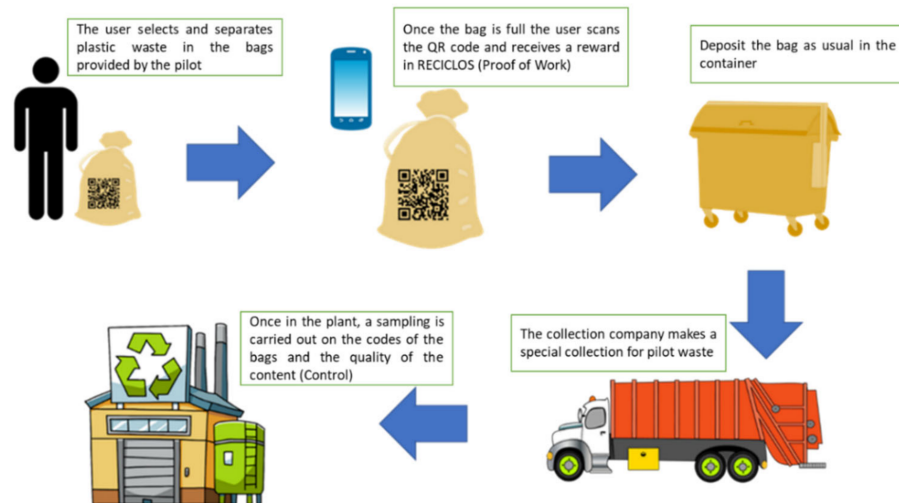 The user selects and separates
plastic waste in the bags
provided by the pilot
Once the bag is full the user scans
the QR code and receives a reward
in RECICLOS (Proof of Work)
Deposit the bag as usual in the
container
The collection company makes a
special collection for pilot waste
Once in the plant, a sampling is
carried out on the codes of the
bags and the quality of the
content (Control)